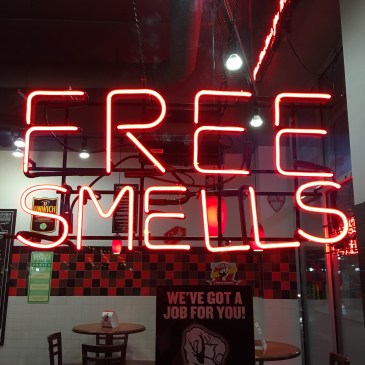 FREE
SMELLS
WE'VE GOT A
JOB FOR YOU!